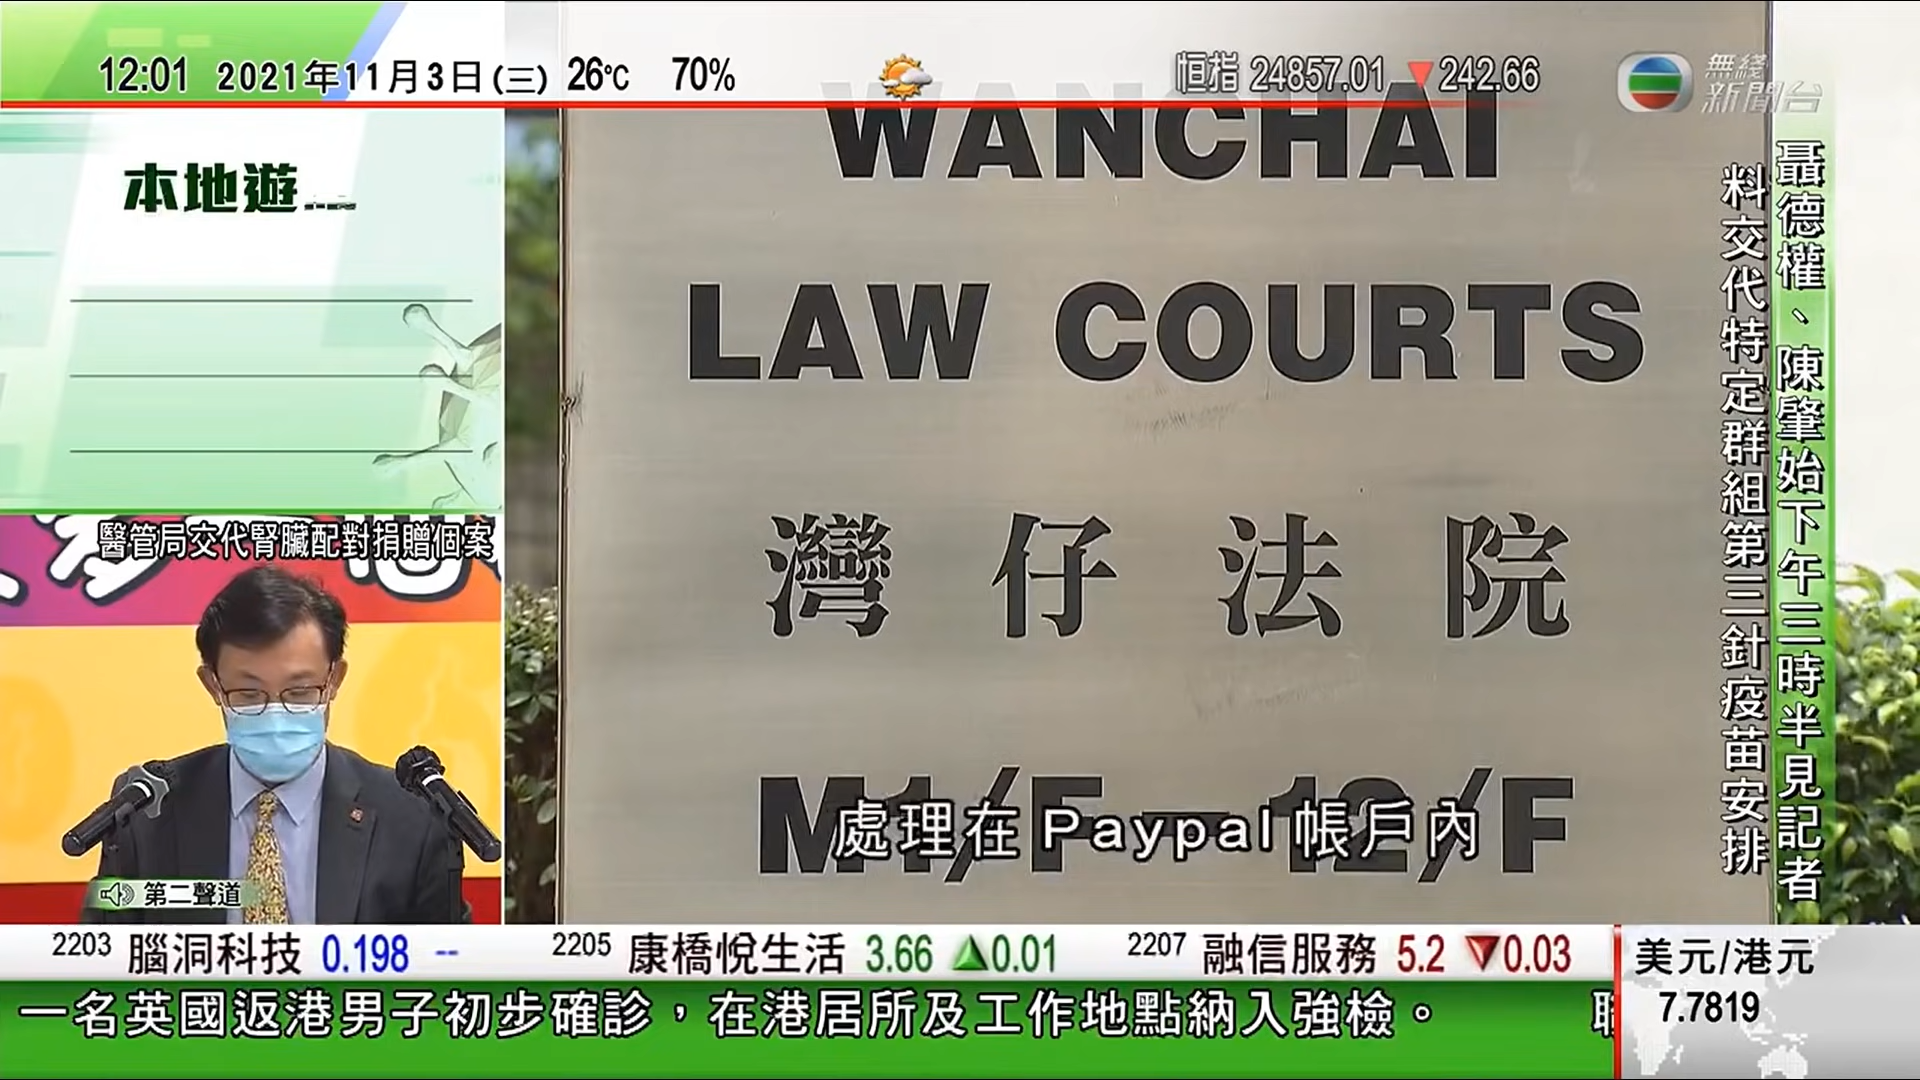 12:01 2021年11月3日(三) 26℃ 70% 恒指 24857.01 ▼242.66
無綫
新聞台
本地遊
醫管局交代腎臟配對捐贈個案
第二聲道
WANCHAI
LAW COURTS
灣仔法院
M1/F - 12/F
處理在Paypal帳戶內
聶德權、陳肇始下午三時半見記者
料交代特定群組第三針疫苗安排
2203 腦洞科技 0.198 -- 2205 康橋悅生活 3.66 ▲0.01 2207 融信服務 5.2 ▼0.03
美元/港元
7.7819
一名英國返港男子初步確診，在港居所及工作地點納入強檢。